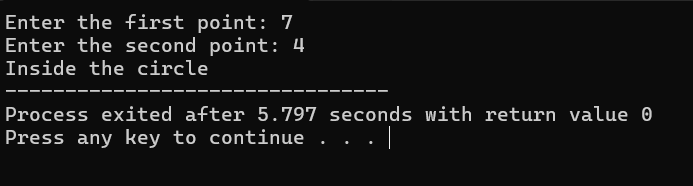 Enter the first point: 7
Enter the second point: 4
Inside the circle
--------------------------------
Process exited after 5.797 seconds with return value 0
Press any key to continue . . .